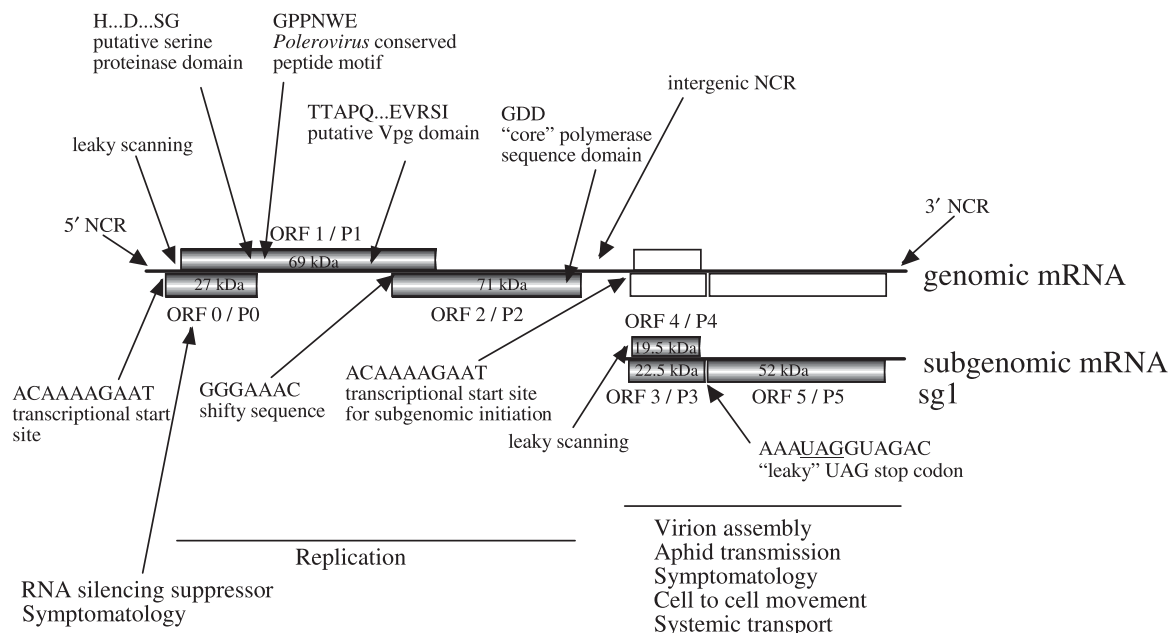 H...D...SG
putative serine
proteinase domain
GPPNWE
Polerovirus conserved
peptide motif
intergenic NCR
TTAPQ...EVRSI
putative Vpg domain
GDD
“core” polymerase
sequence domain
leaky scanning
5′ NCR
3′ NCR
ORF 1 / P1
69 kDa
genomic mRNA
27 kDa
71 kDa
ORF 0 / P0
ORF 2 / P2
ORF 4 / P4
19.5 kDa
subgenomic mRNA
sg1
22.5 kDa
52 kDa
ORF 3 / P3
ORF 5 / P5
ACAAAAGAAT
transcriptional start
site
GGGAAAC
shifty sequence
ACAAAAGAAT
transcriptional start site
for subgenomic initiation
leaky scanning
AAAUAGGUAGAC
“leaky” UAG stop codon
Replication
RNA silencing suppressor
Symptomatology
Virion assembly
Aphid transmission
Symptomatology
Cell to cell movement
Systemic transport